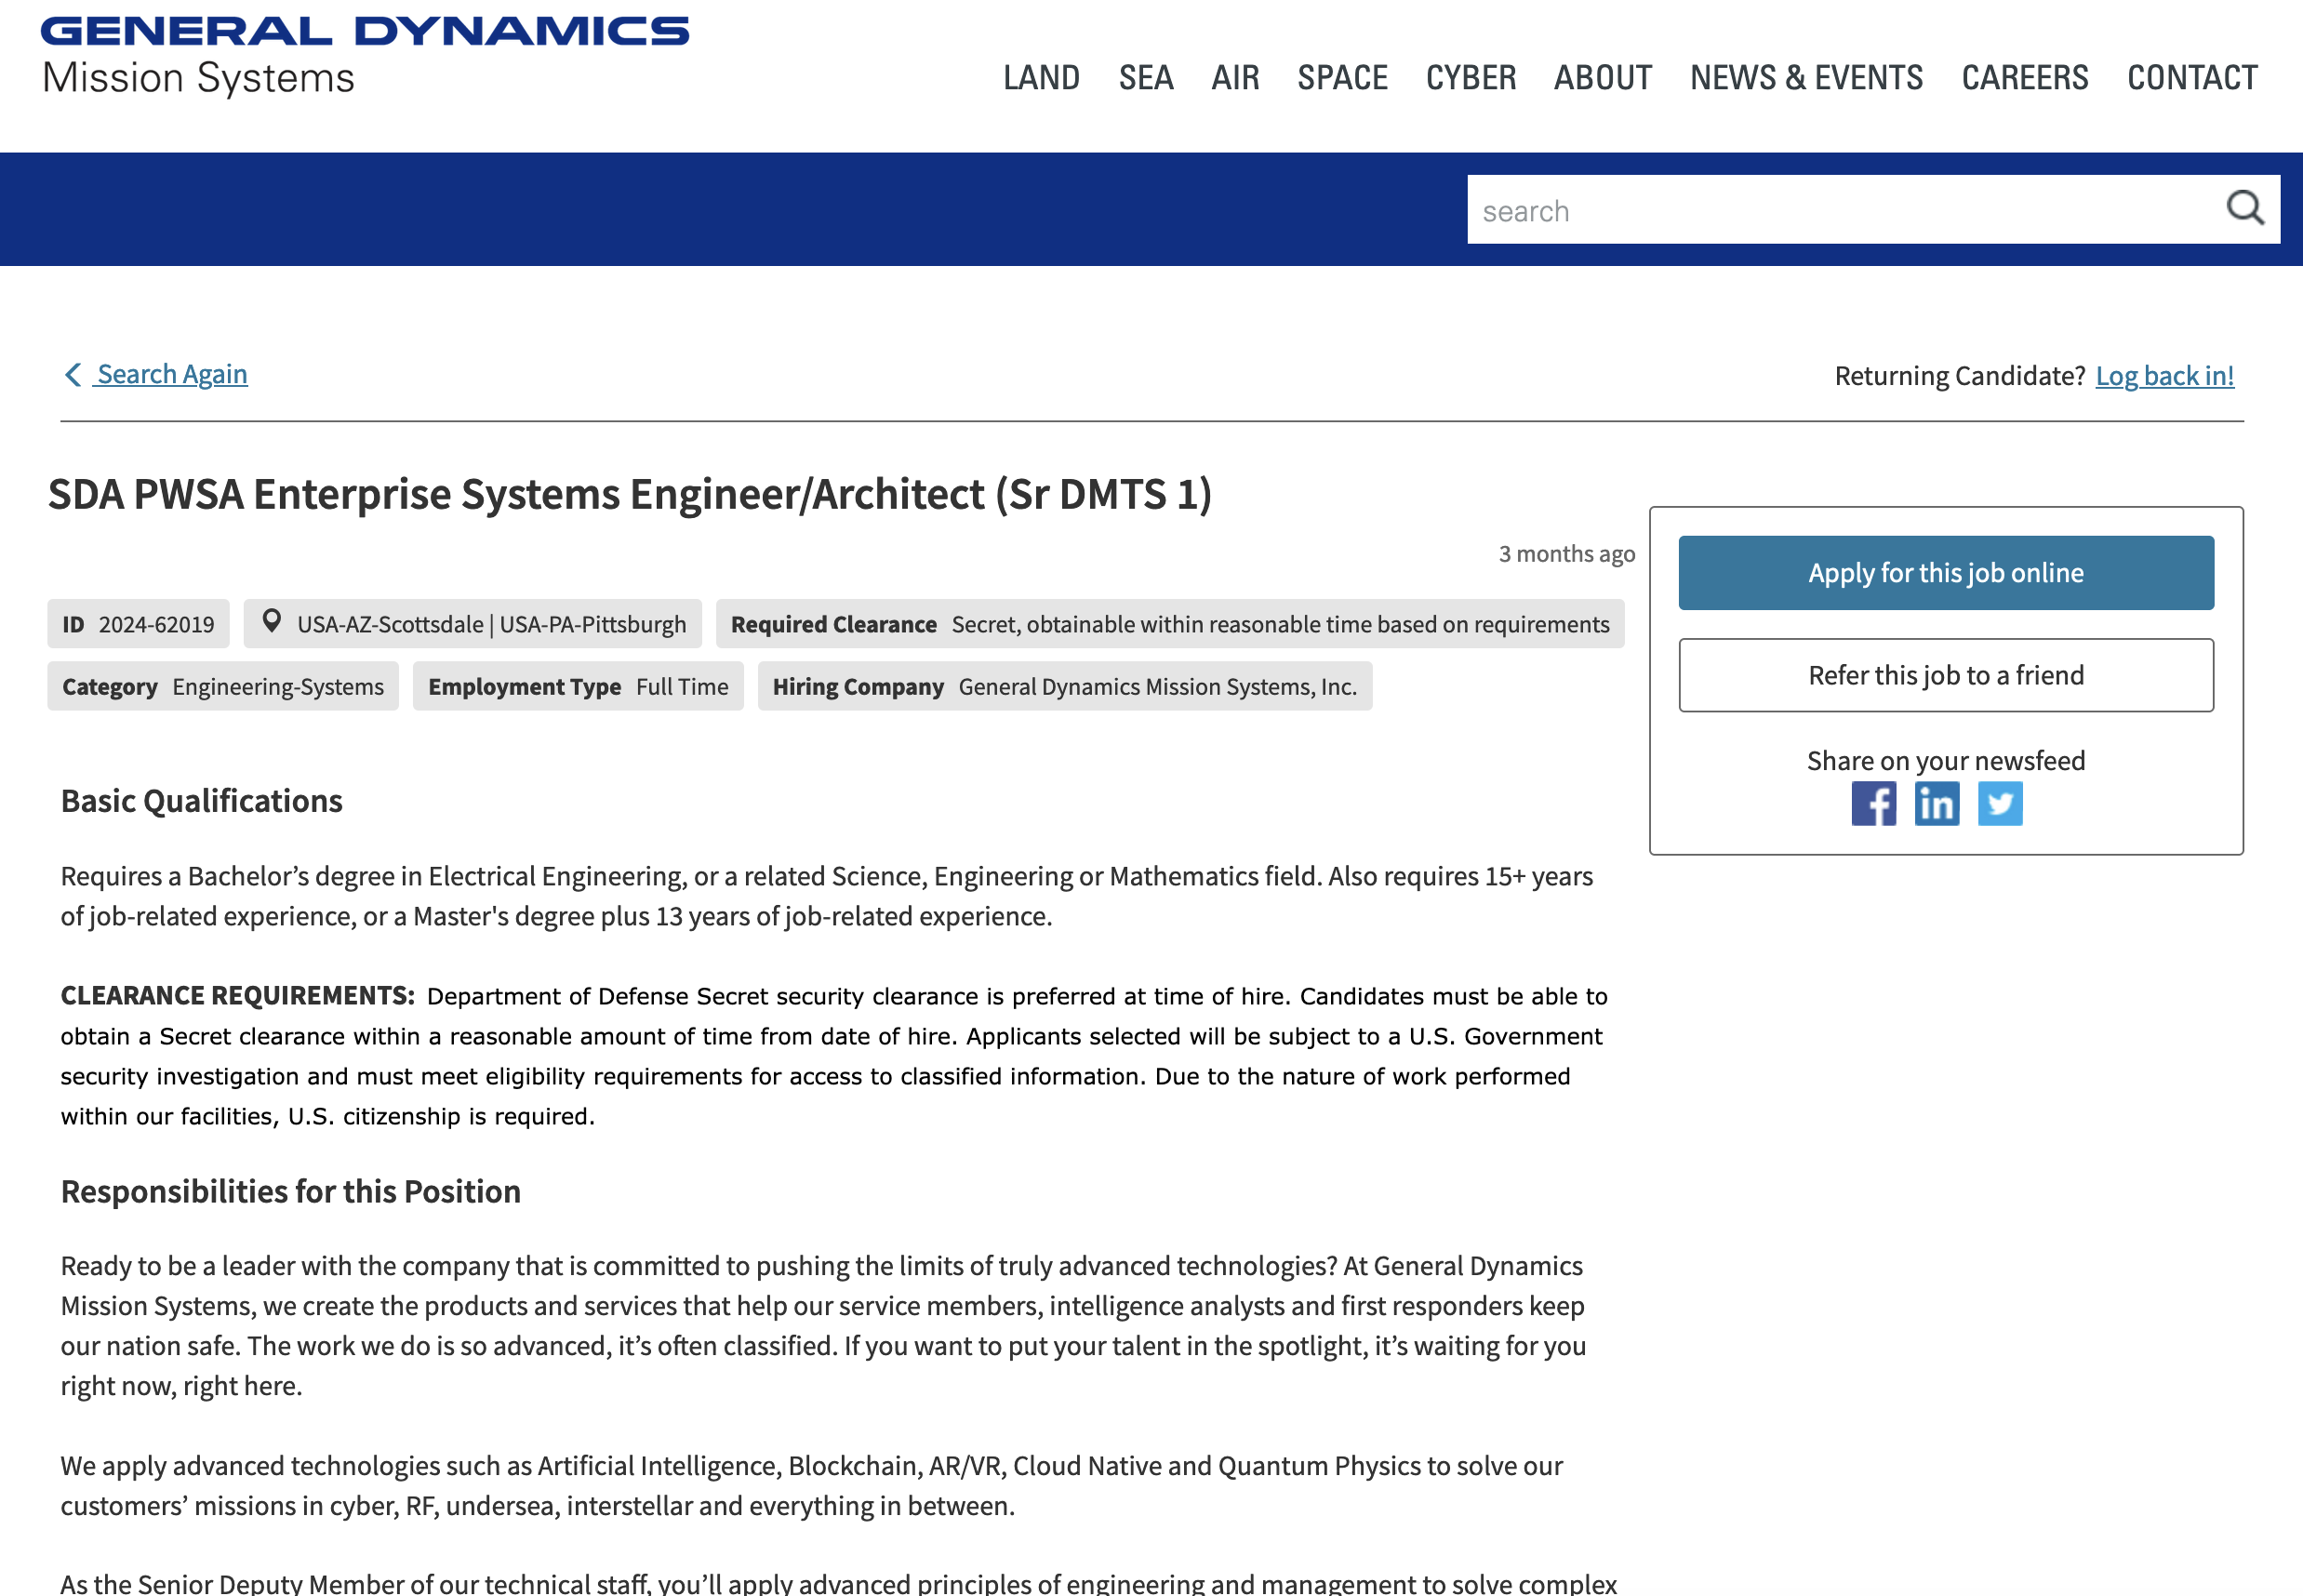 GENERAL DYNAMICS
Mission Systems
LAND SEA AIR SPACE CYBER ABOUT NEWS & EVENTS CAREERS CONTACT
search
Search Again
Returning Candidate? Log back in!
SDA PWSA Enterprise Systems Engineer/Architect (Sr DMTS 1)
3 months ago
ID 2024-62019 USA-AZ-Scottsdale | USA-PA-Pittsburgh Required Clearance Secret, obtainable within reasonable time based on requirements
Category Engineering-Systems Employment Type Full Time Hiring Company General Dynamics Mission Systems, Inc.
Apply for this job online
Refer this job to a friend
Share on your newsfeed
f in
Basic Qualifications
Requires a Bachelor’s degree in Electrical Engineering, or a related Science, Engineering or Mathematics field. Also requires 15+ years
of job-related experience, or a Master's degree plus 13 years of job-related experience.
CLEARANCE REQUIREMENTS: Department of Defense Secret security clearance is preferred at time of hire. Candidates must be able to
obtain a Secret clearance within a reasonable amount of time from date of hire. Applicants selected will be subject to a U.S. Government
security investigation and must meet eligibility requirements for access to classified information. Due to the nature of work performed
within our facilities, U.S. citizenship is required.
Responsibilities for this Position
Ready to be a leader with the company that is committed to pushing the limits of truly advanced technologies? At General Dynamics
Mission Systems, we create the products and services that help our service members, intelligence analysts and first responders keep
our nation safe. The work we do is so advanced, it’s often classified. If you want to put your talent in the spotlight, it’s waiting for you
right now, right here.
We apply advanced technologies such as Artificial Intelligence, Blockchain, AR/VR, Cloud Native and Quantum Physics to solve our
customers’ missions in cyber, RF, undersea, interstellar and everything in between.
As the Senior Deputy Member of our technical staff, you’ll apply advanced principles of engineering and management to solve complex